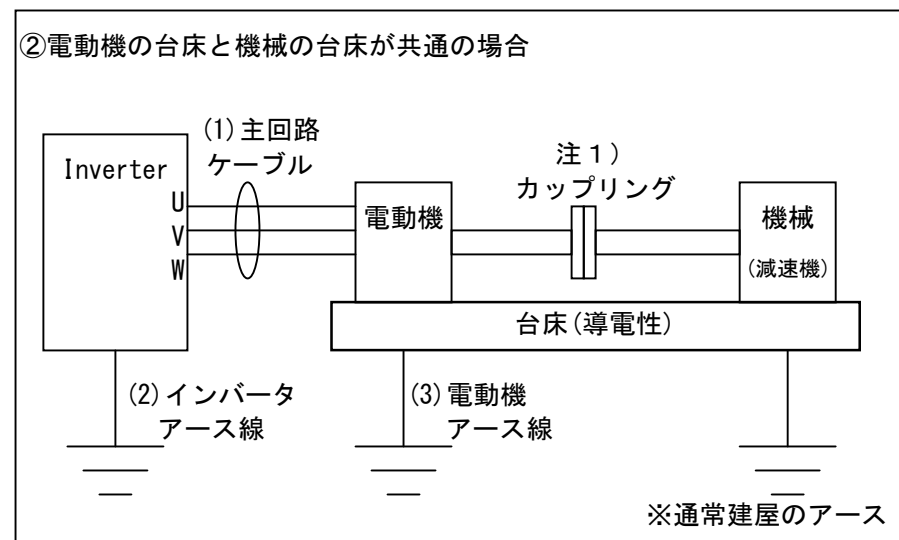 ②電動機の台床と機械の台床が共通の場合
(1)主回路
ケーブル
注１)
カップリング
Inverter
U
V
W
電動機
機械
(減速機)
台床(導電性)
(2)インバータ
アース線
(3)電動機
アース線
※通常建屋のアース